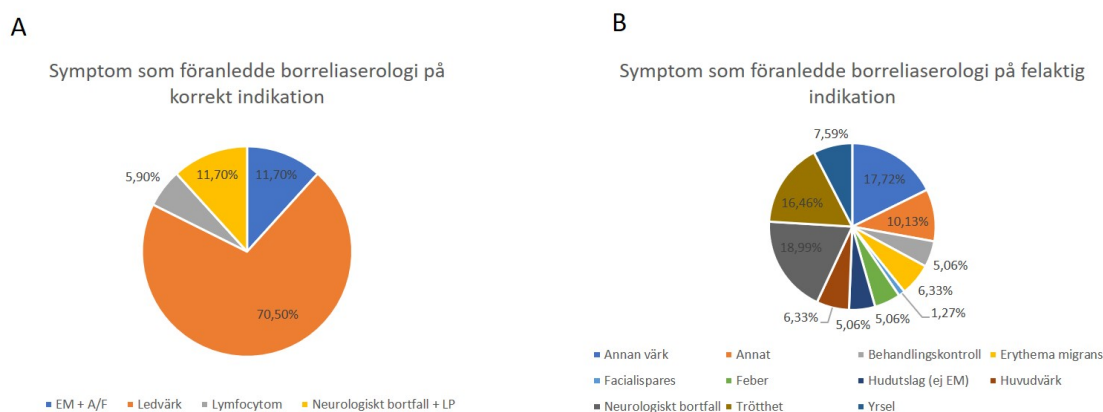 A
Symptom som föranledde borreliaserologi på
korrekt indikation
11,70%
11,70%
5,90%
70,50%
EM + A/F
Ledvärk
Lymfocytom
Neurologiskt bortfall + LP
B
Symptom som föranledde borreliaserologi på felaktig
indikation
7,59%
17,72%
16,46%
10,13%
18,99%
5,06%
6,33%
1,27%
6,33%
5,06%
5,06%
Annan värk
Annat
Behandlingskontroll
Erythema migrans
Facialispares
Feber
Hudutslag (ej EM)
Huvudvärk
Neurologiskt bortfall
Trötthet
Yrsel